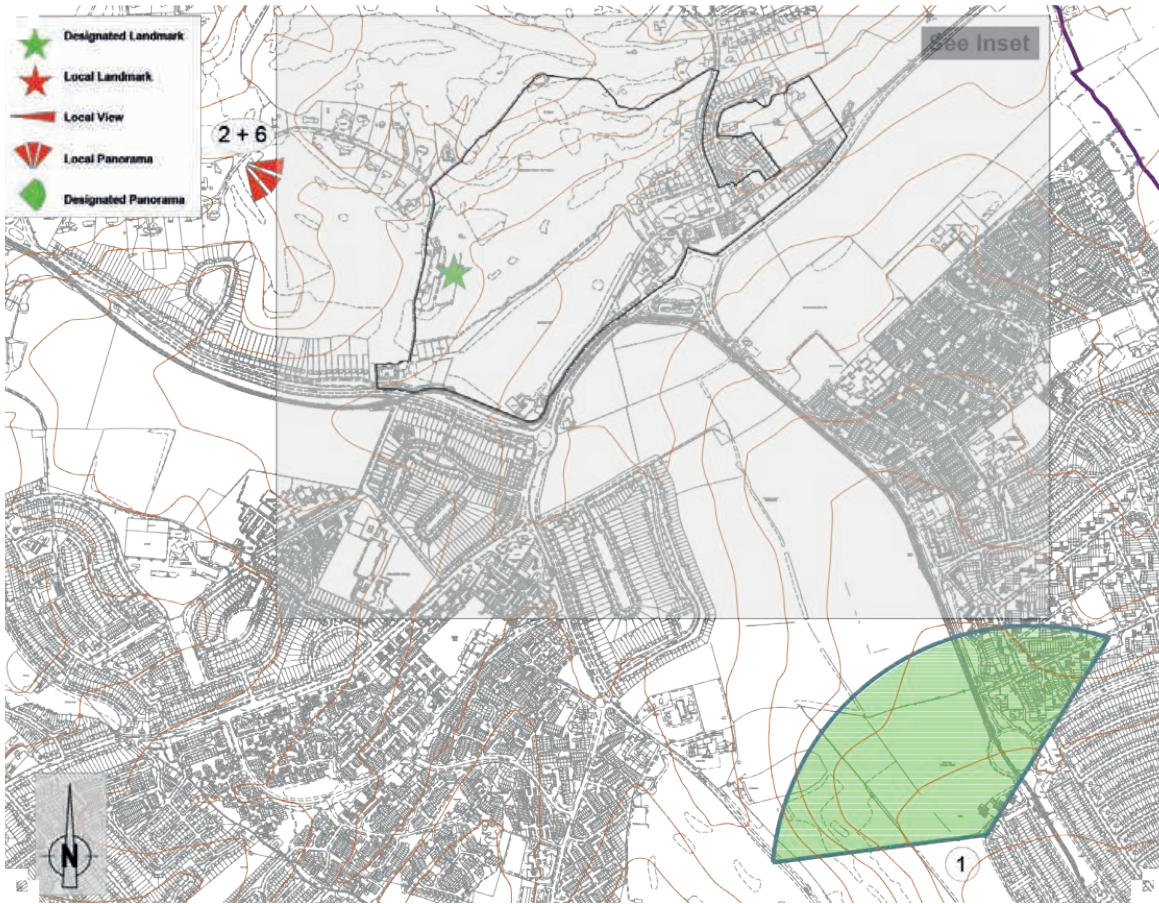 Designated Landmark
Local Landmark
Local View
Local Panorama
Designated Panorama
See Inset
2 + 6
N
1